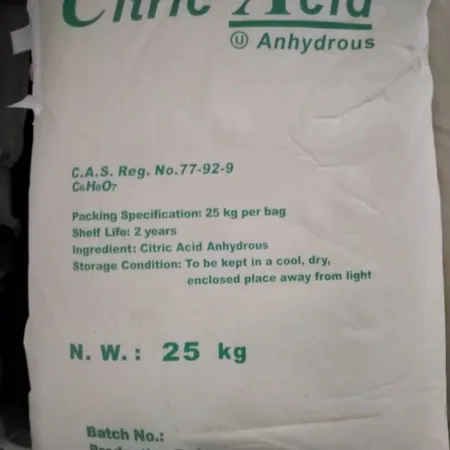 Citric Acid
Ⓤ Anhydrous
C.A.S. Reg. No.77-92-9
C₆H₈O₇
Packing Specification: 25 kg per bag
Shelf Life: 2 years
Ingredient: Citric Acid Anhydrous
Storage Condition: To be kept in a cool, dry,
enclosed place away from light
N. W. : 25 kg
Batch No.: